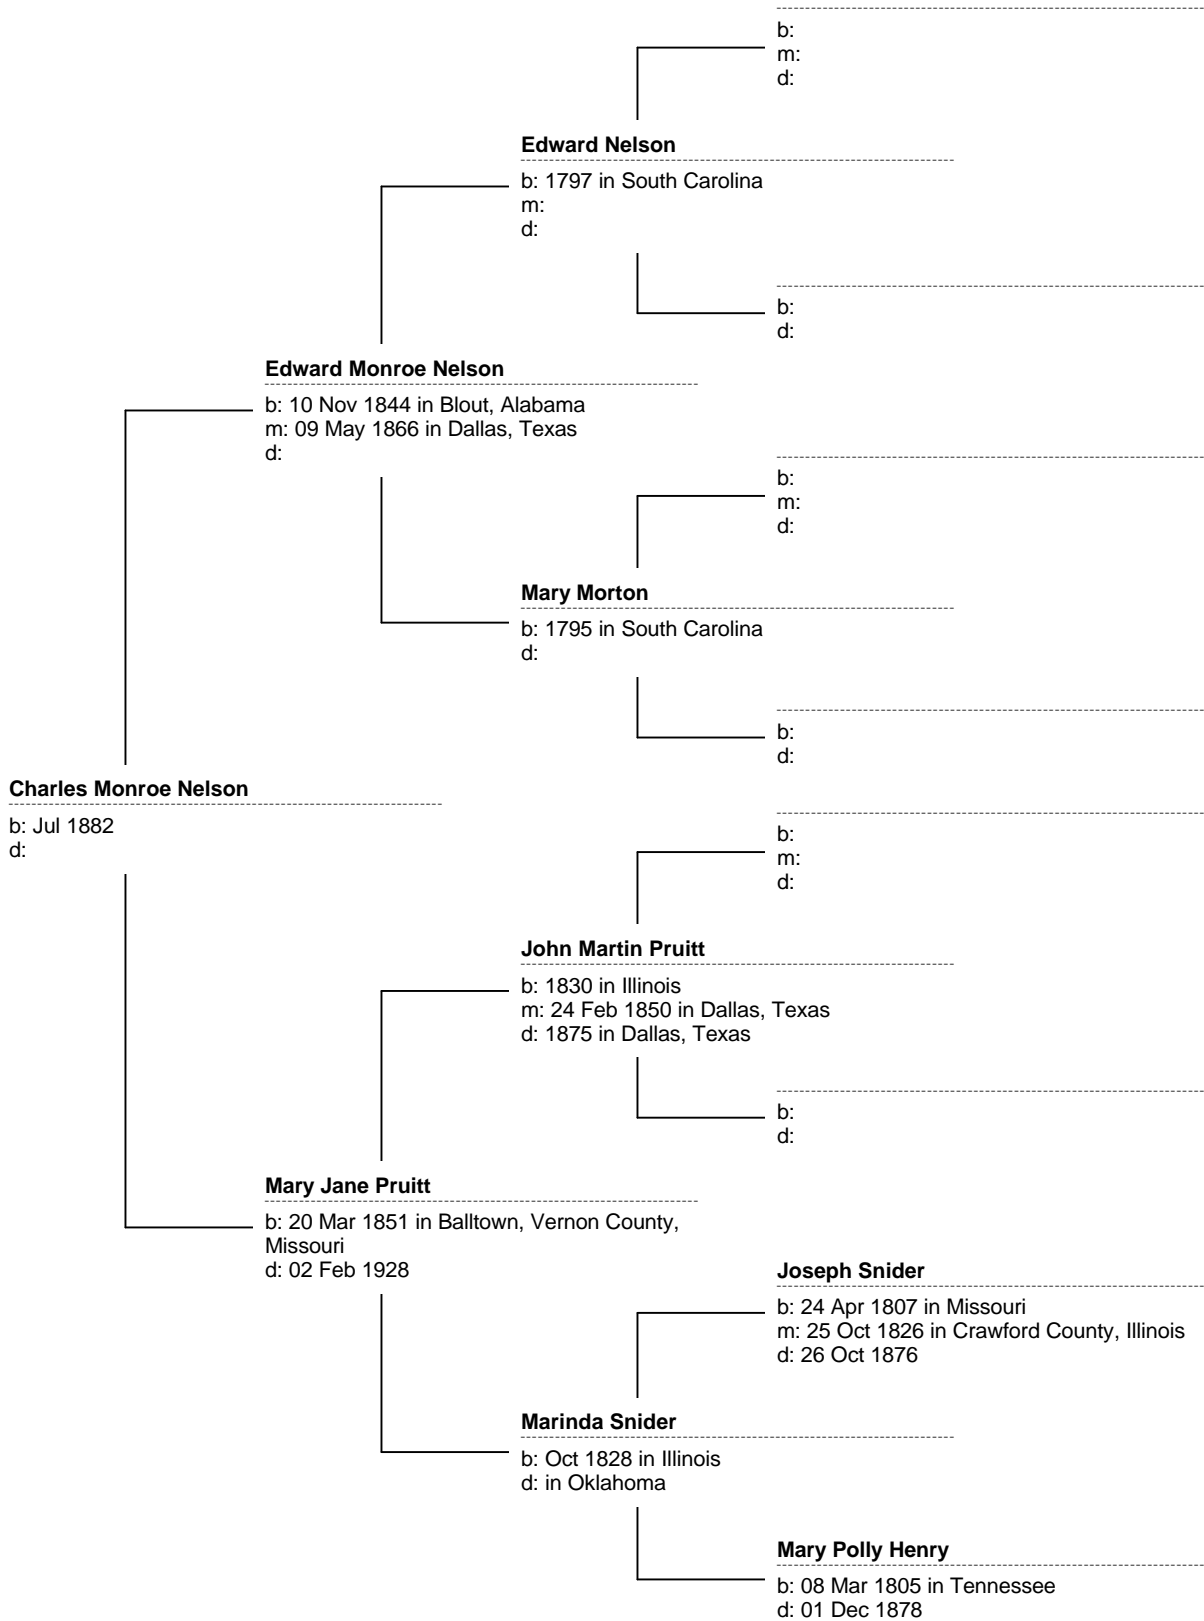 b:
m:
d:
Edward Nelson
b: 1797 in South Carolina
m:
d:
b:
d:
Edward Monroe Nelson
b: 10 Nov 1844 in Blout, Alabama
m: 09 May 1866 in Dallas, Texas
d:
b:
m:
d:
Mary Morton
b: 1795 in South Carolina
d:
b:
d:
Charles Monroe Nelson
b: Jul 1882
d:
b:
m:
d:
John Martin Pruitt
b: 1830 in Illinois
m: 24 Feb 1850 in Dallas, Texas
d: 1875 in Dallas, Texas
b:
d:
Mary Jane Pruitt
b: 20 Mar 1851 in Balltown, Vernon County,
Missouri
d: 02 Feb 1928
Joseph Snider
b: 24 Apr 1807 in Missouri
m: 25 Oct 1826 in Crawford County, Illinois
d: 26 Oct 1876
Marinda Snider
b: Oct 1828 in Illinois
d: in Oklahoma
Mary Polly Henry
b: 08 Mar 1805 in Tennessee
d: 01 Dec 1878